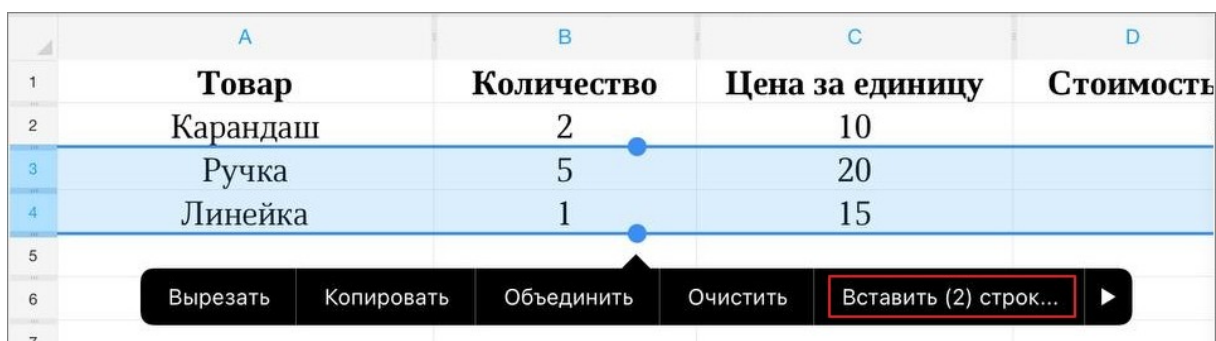 A B C D
1 Товар Количество Цена за единицу Стоимость
2 Карандаш 2 10
3 Ручка 5 20
4 Линейка 1 15
5
6 Вырезать Копировать Объединить Очистить Вставить (2) строк...